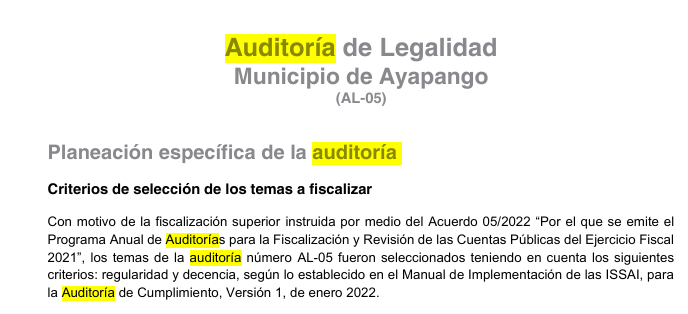 Auditoría de Legalidad
Municipio de Ayapango
(AL-05)
Planeación específica de la auditoría
Criterios de selección de los temas a fiscalizar
Con motivo de la fiscalización superior instruida por medio del Acuerdo 05/2022 “Por el que se emite el
Programa Anual de Auditorías para la Fiscalización y Revisión de las Cuentas Públicas del Ejercicio Fiscal
2021”, los temas de la auditoría número AL-05 fueron seleccionados teniendo en cuenta los siguientes
criterios: regularidad y decencia, según lo establecido en el Manual de Implementación de las ISSAI, para
la Auditoría de Cumplimiento, Versión 1, de enero 2022.